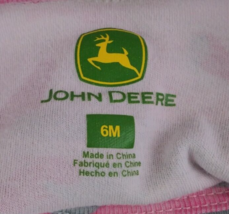 JOHN DEERE
6M
Made in China
Fabriqué en Chine
Hecho en China